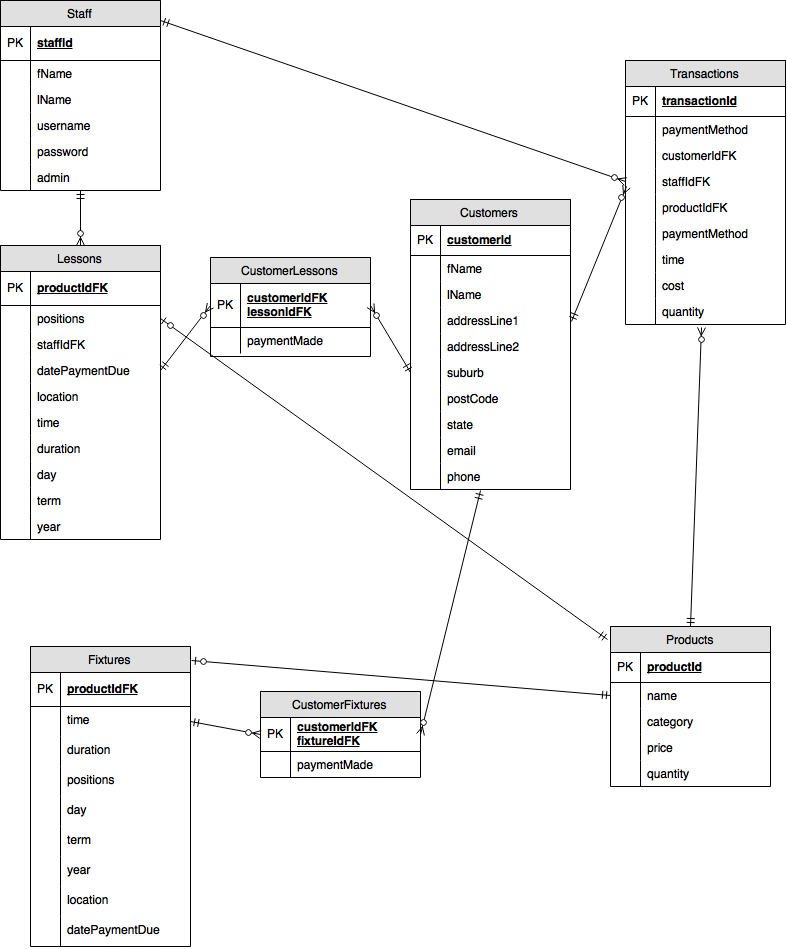 Staff
PK staffId
fName
lName
username
password
admin
Transactions
PK transactionId
paymentMethod
customerIdFK
staffIdFK
productIdFK
paymentMethod
time
cost
quantity
Customers
PK customerId
fName
lName
addressLine1
addressLine2
suburb
postCode
state
email
phone
Lessons
PK productIdFK
positions
staffIdFK
datePaymentDue
location
time
duration
day
term
year
CustomerLessons
PK customerIdFK
lessonIdFK
paymentMade
Fixtures
PK productIdFK
time
duration
positions
day
term
year
location
datePaymentDue
CustomerFixtures
PK customerIdFK
fixtureIdFK
paymentMade
Products
PK productId
name
category
price
quantity